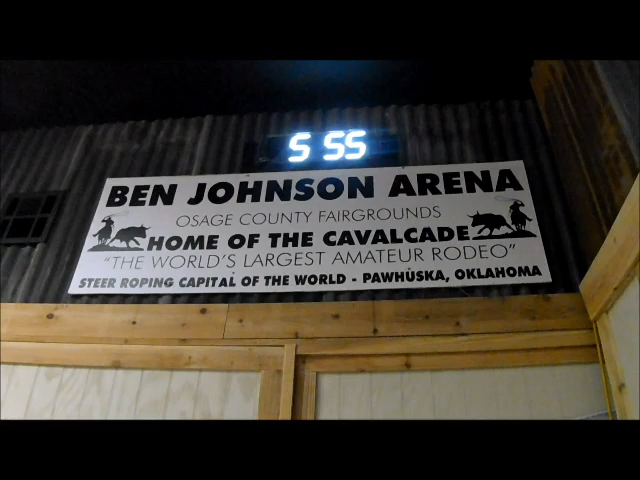 5 55
BEN JOHNSON ARENA
OSAGE COUNTY FAIRGROUNDS
HOME OF THE CAVALCADE
"THE WORLD'S LARGEST AMATEUR RODEO"
STEER ROPING CAPITAL OF THE WORLD - PAWHUSKA, OKLAHOMA